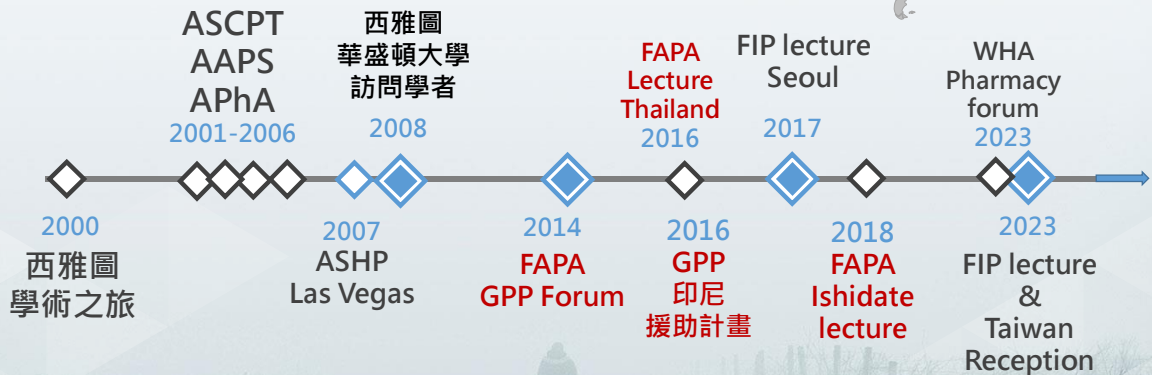 ASCPT
AAPS
APhA
2001-2006
西雅圖
華盛頓大學
訪問學者
2008
FAPA
Lecture
Thailand
2016
FIP lecture
Seoul
2017
WHA
Pharmacy
forum
2023
2000
西雅圖
學術之旅
2007
ASHP
Las Vegas
2014
FAPA
GPP Forum
2016
GPP
印尼
援助計畫
2018
FAPA
Ishidate
lecture
2023
FIP lecture
&
Taiwan
Reception